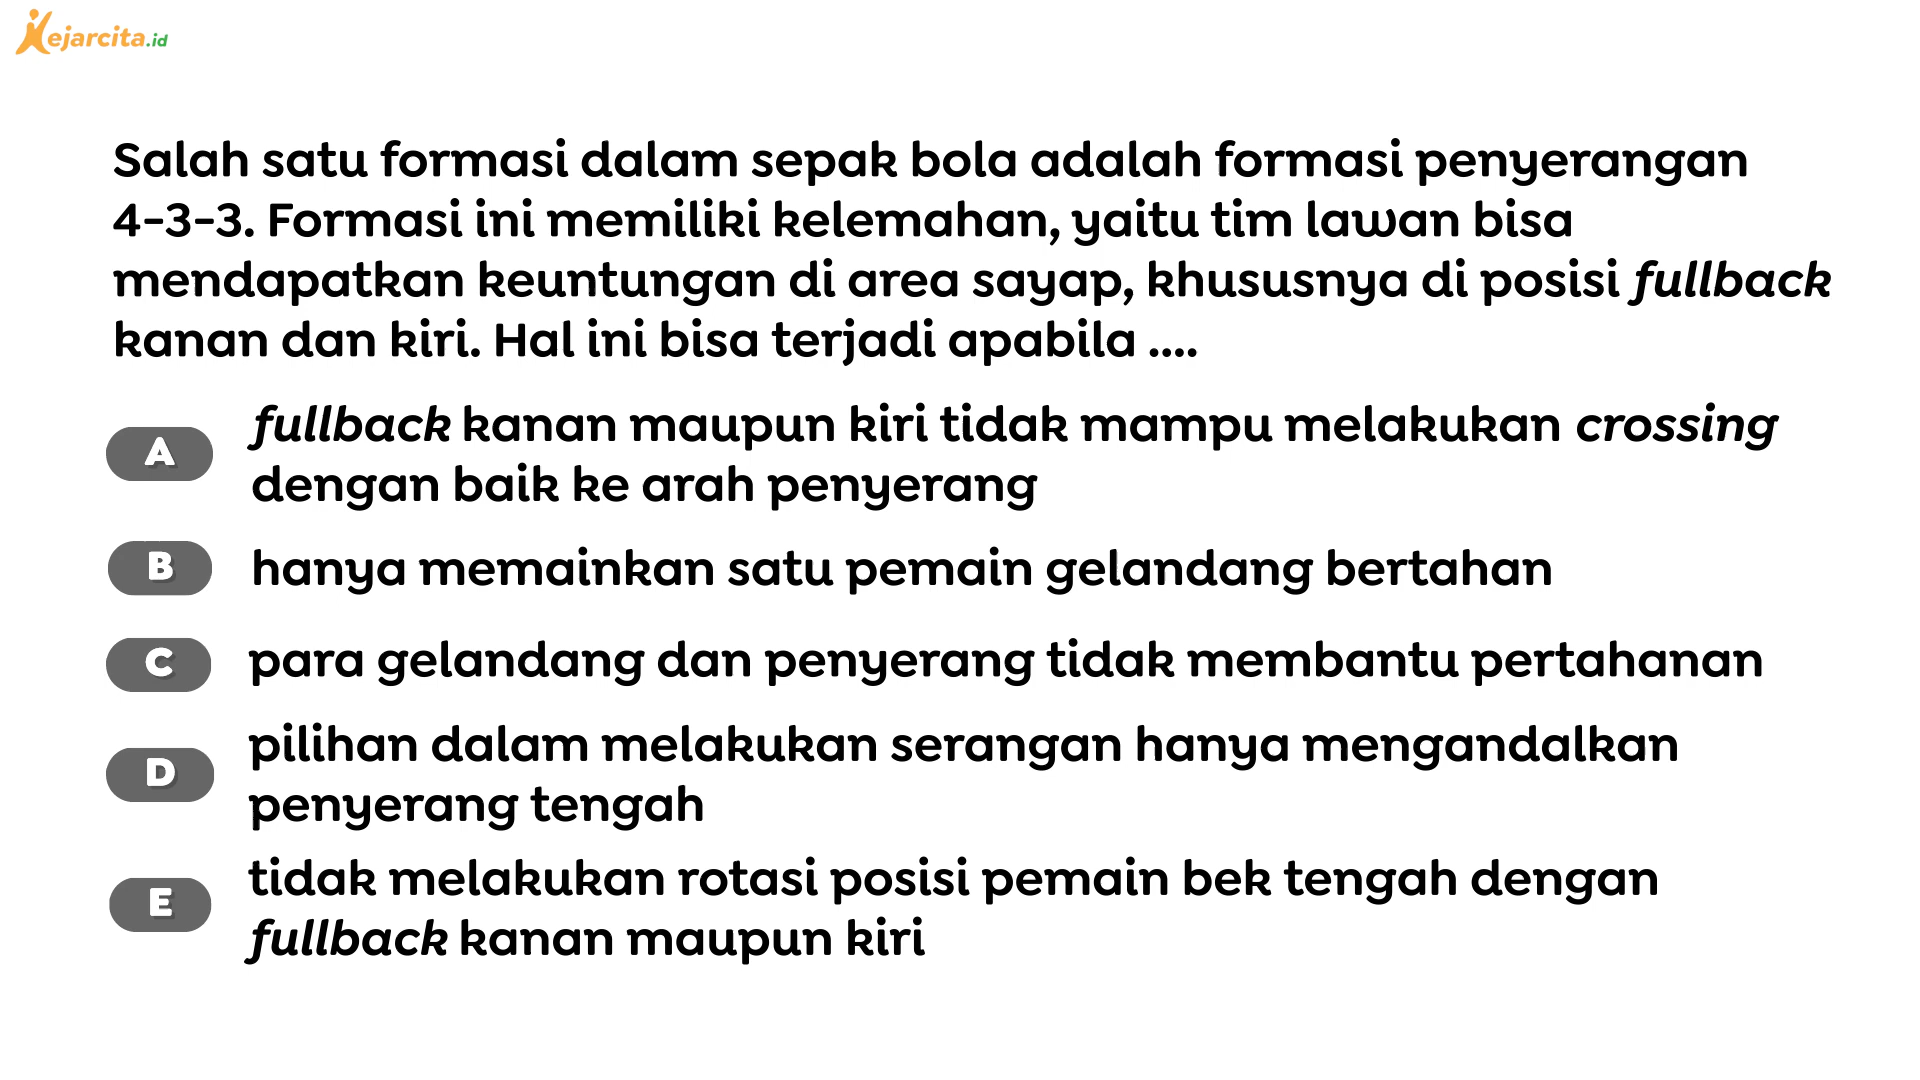 Kejarcita.id
Salah satu formasi dalam sepak bola adalah formasi penyerangan
4-3-3. Formasi ini memiliki kelemahan, yaitu tim lawan bisa
mendapatkan keuntungan di area sayap, khususnya di posisi fullback
kanan dan kiri. Hal ini bisa terjadi apabila ....
A fullback kanan maupun kiri tidak mampu melakukan crossing
dengan baik ke arah penyerang
B hanya memainkan satu pemain gelandang bertahan
C para gelandang dan penyerang tidak membantu pertahanan
D pilihan dalam melakukan serangan hanya mengandalkan
penyerang tengah
E tidak melakukan rotasi posisi pemain bek tengah dengan
fullback kanan maupun kiri